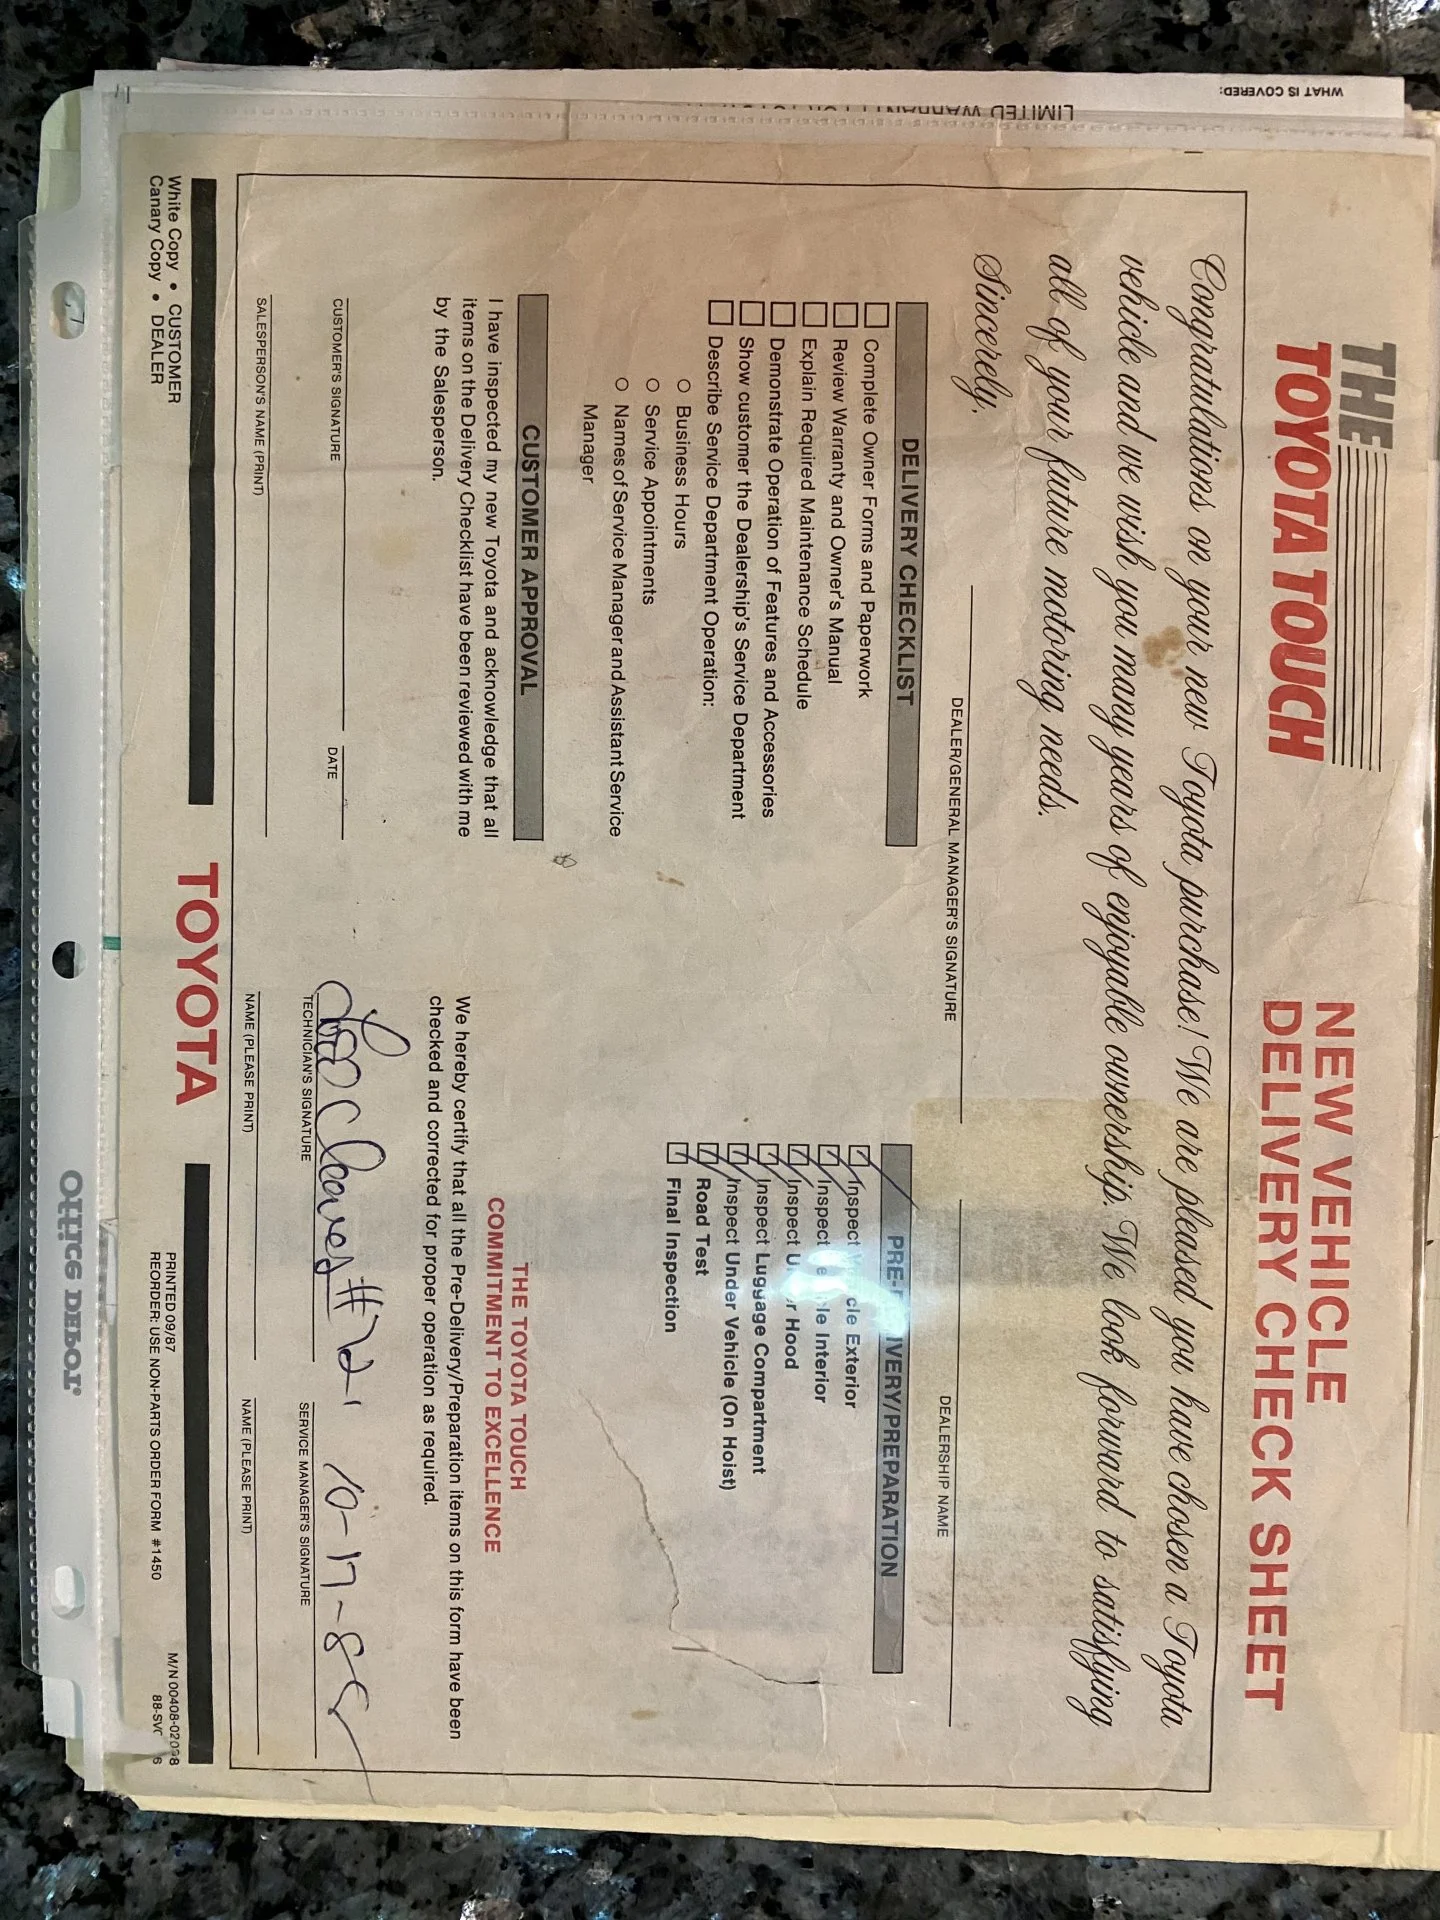 WHAT IS COVERED:
THE
TOYOTA TOUCH
NEW VEHICLE
DELIVERY CHECK SHEET
Congratulations on your new Toyota purchase! We are pleased you have chosen a Toyota
vehicle and we wish you many years of enjoyable ownership. We look forward to satisfying
all of your future motoring needs.
Sincerely,
DEALER/GENERAL MANAGER'S SIGNATURE
DEALERSHIP NAME
DELIVERY CHECKLIST
Complete Owner Forms and Paperwork
Review Warranty and Owner's Manual
Explain Required Maintenance Schedule
Demonstrate Operation of Features and Accessories
Show customer the Dealership's Service Department
Describe Service Department Operation:
Business Hours
Service Appointments
Names of Service Manager and Assistant Service
Manager
PRE-DELIVERY/PREPARATION
Inspect Vehicle Exterior
Inspect Vehicle Interior
Inspect Under Hood
Inspect Luggage Compartment
Inspect Under Vehicle (On Hoist)
Road Test
Final Inspection
CUSTOMER APPROVAL
I have inspected my new Toyota and acknowledge that all
items on the Delivery Checklist have been reviewed with me
by the Salesperson.
CUSTOMER'S SIGNATURE
DATE
SALESPERSON'S NAME (PRINT)
THE TOYOTA TOUCH
COMMITMENT TO EXCELLENCE
We hereby certify that all the Pre-Delivery/Preparation items on this form have been
checked and corrected for proper operation as required.
#72 10-17-88
TECHNICIAN'S SIGNATURE
SERVICE MANAGER'S SIGNATURE
NAME (PLEASE PRINT)
NAME (PLEASE PRINT)
TOYOTA
White Copy • CUSTOMER
Canary Copy • DEALER
PRINTED 09/87
REORDER: USE NON-PARTS ORDER FORM #1450
M/N 00408-02098
Office DEPOT